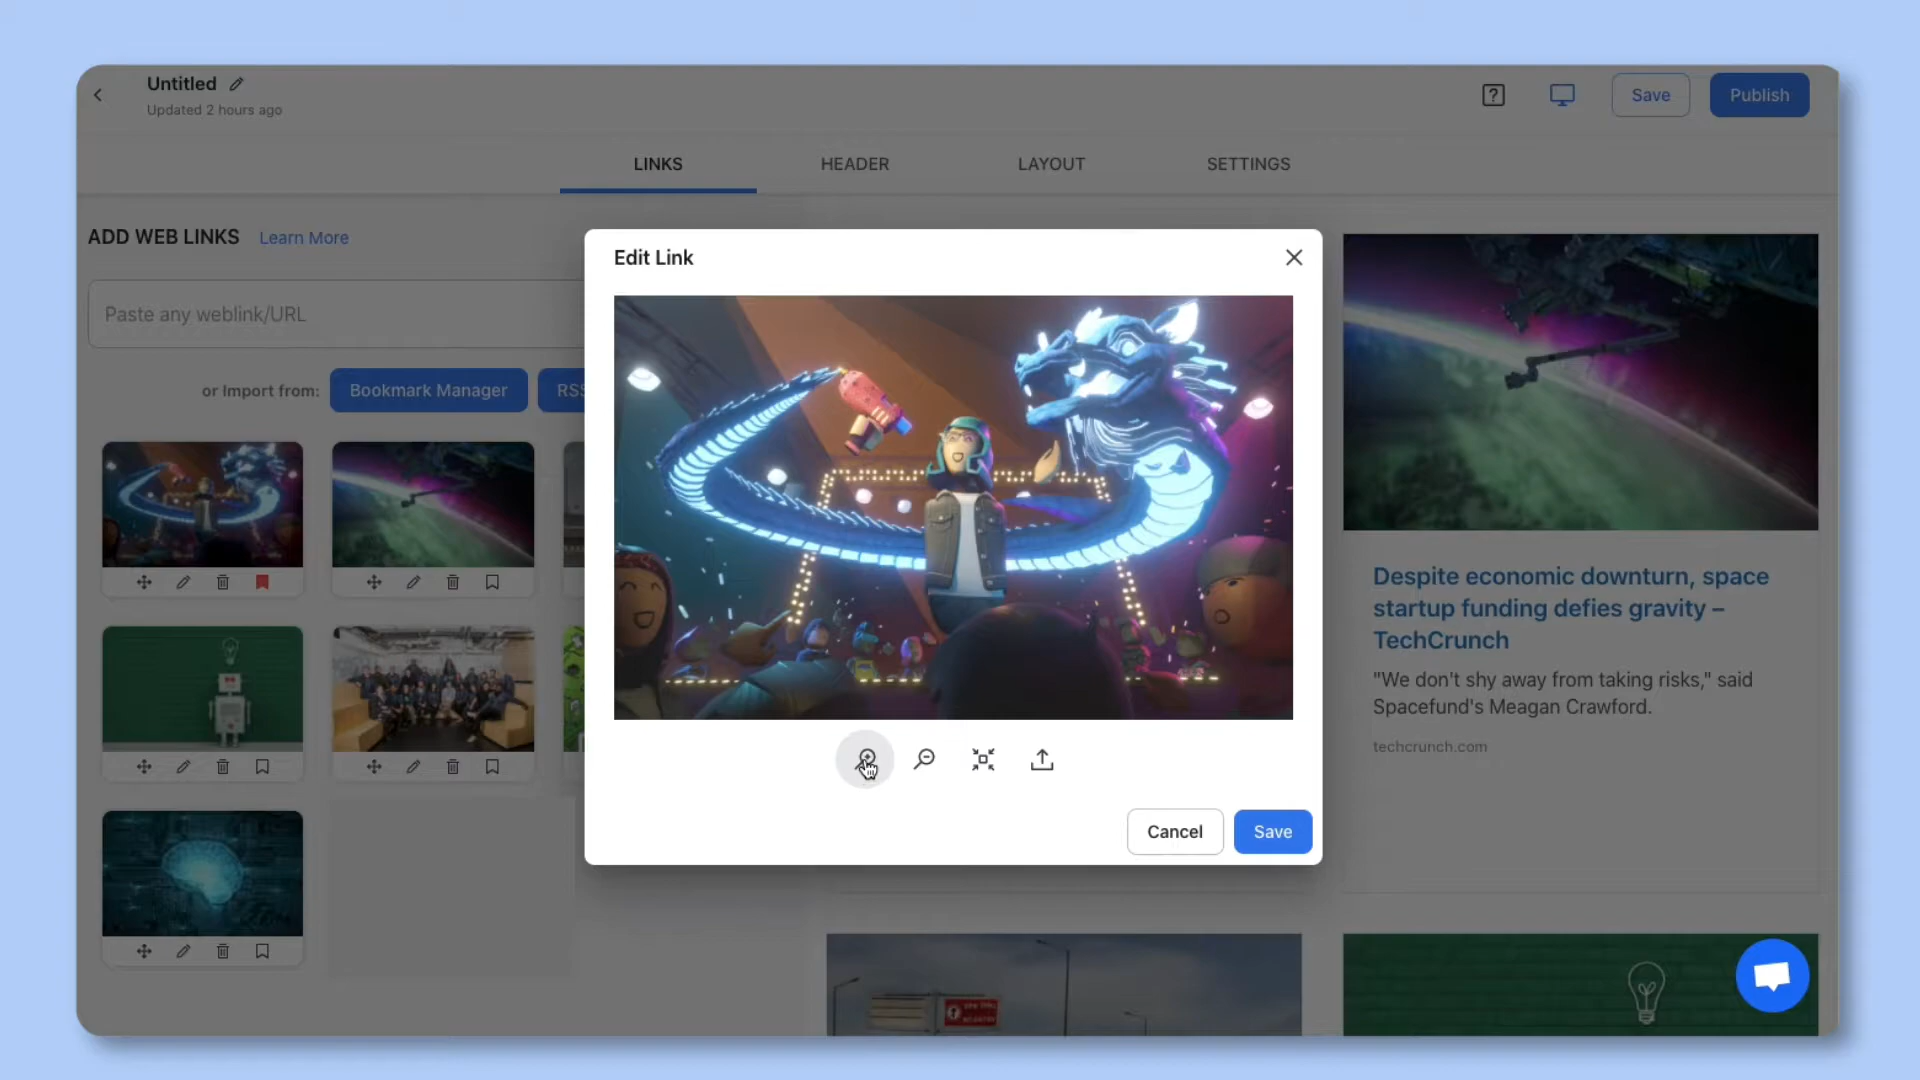 Untitled
Updated 2 hours ago
?
Save
Publish
LINKS
HEADER
LAYOUT
SETTINGS
ADD WEB LINKS
Learn More
Paste any weblink/URL
or Import from:
Bookmark Manager
RSS
Edit Link
Cancel
Save
Despite economic downturn, space
startup funding defies gravity –
TechCrunch
"We don't shy away from taking risks," said
Spacefund's Meagan Crawford.
techcrunch.com